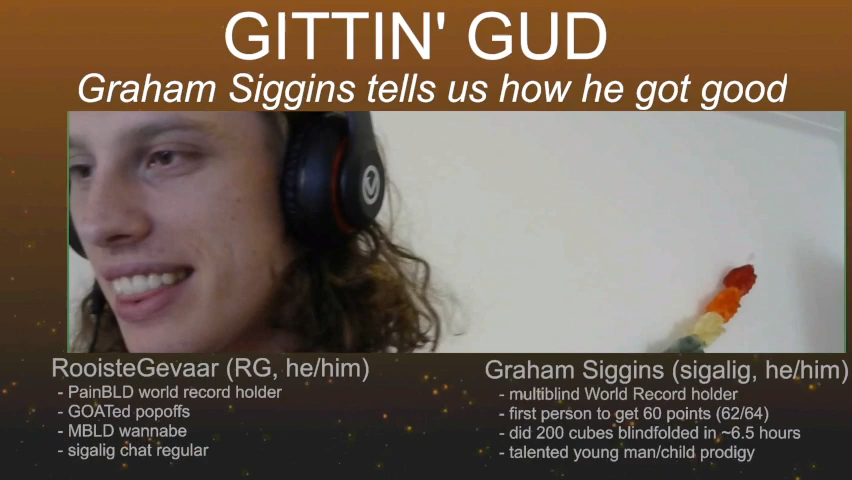 GITTIN' GUD
Graham Siggins tells us how he got good
RooisteGevaar (RG, he/him)
- PainBLD world record holder
- GOATed popoffs
- MBLD wannabe
- sigalig chat regular
Graham Siggins (sigalig, he/him)
- multiblind World Record holder
- first person to get 60 points (62/64)
- did 200 cubes blindfolded in ~6.5 hours
- talented young man/child prodigy